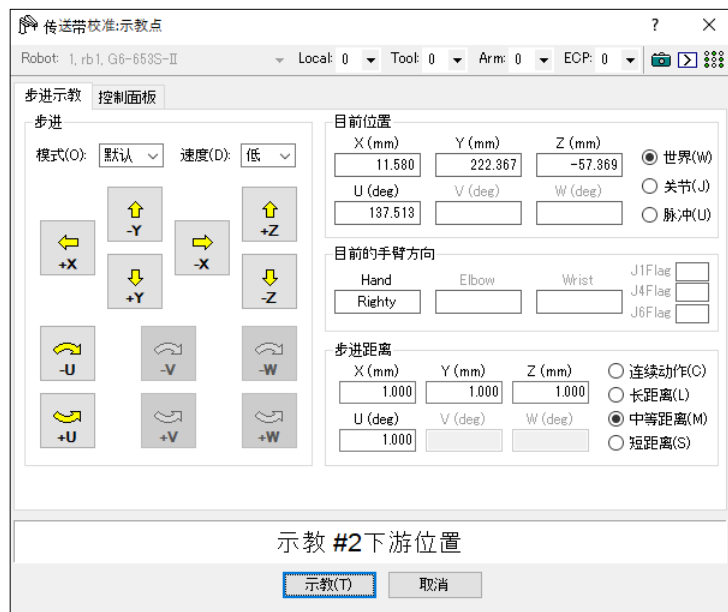 传送带校准:示教点 ? ×
Robot: 1, rb1, G6-653S-II Local: 0 Tool: 0 Arm: 0 ECP: 0
步进示教 控制面板
步进
模式(O): 默认 速度(D): 低
-Y +Z
+X -X
+Y -Z
-U -V -W
+U +V +W
目前位置
X (mm) Y (mm) Z (mm)
11.580 222.367 -57.369
U (deg) V (deg) W (deg)
137.513
世界(W)
关节(J)
脉冲(U)
目前的手臂方向
Hand Elbow Wrist
Righty
J1Flag
J4Flag
J6Flag
步进距离
X (mm) Y (mm) Z (mm)
1.000 1.000 1.000
U (deg) V (deg) W (deg)
1.000
连续动作(C)
长距离(L)
中等距离(M)
短距离(S)
示教 #2下游位置
示教(T) 取消